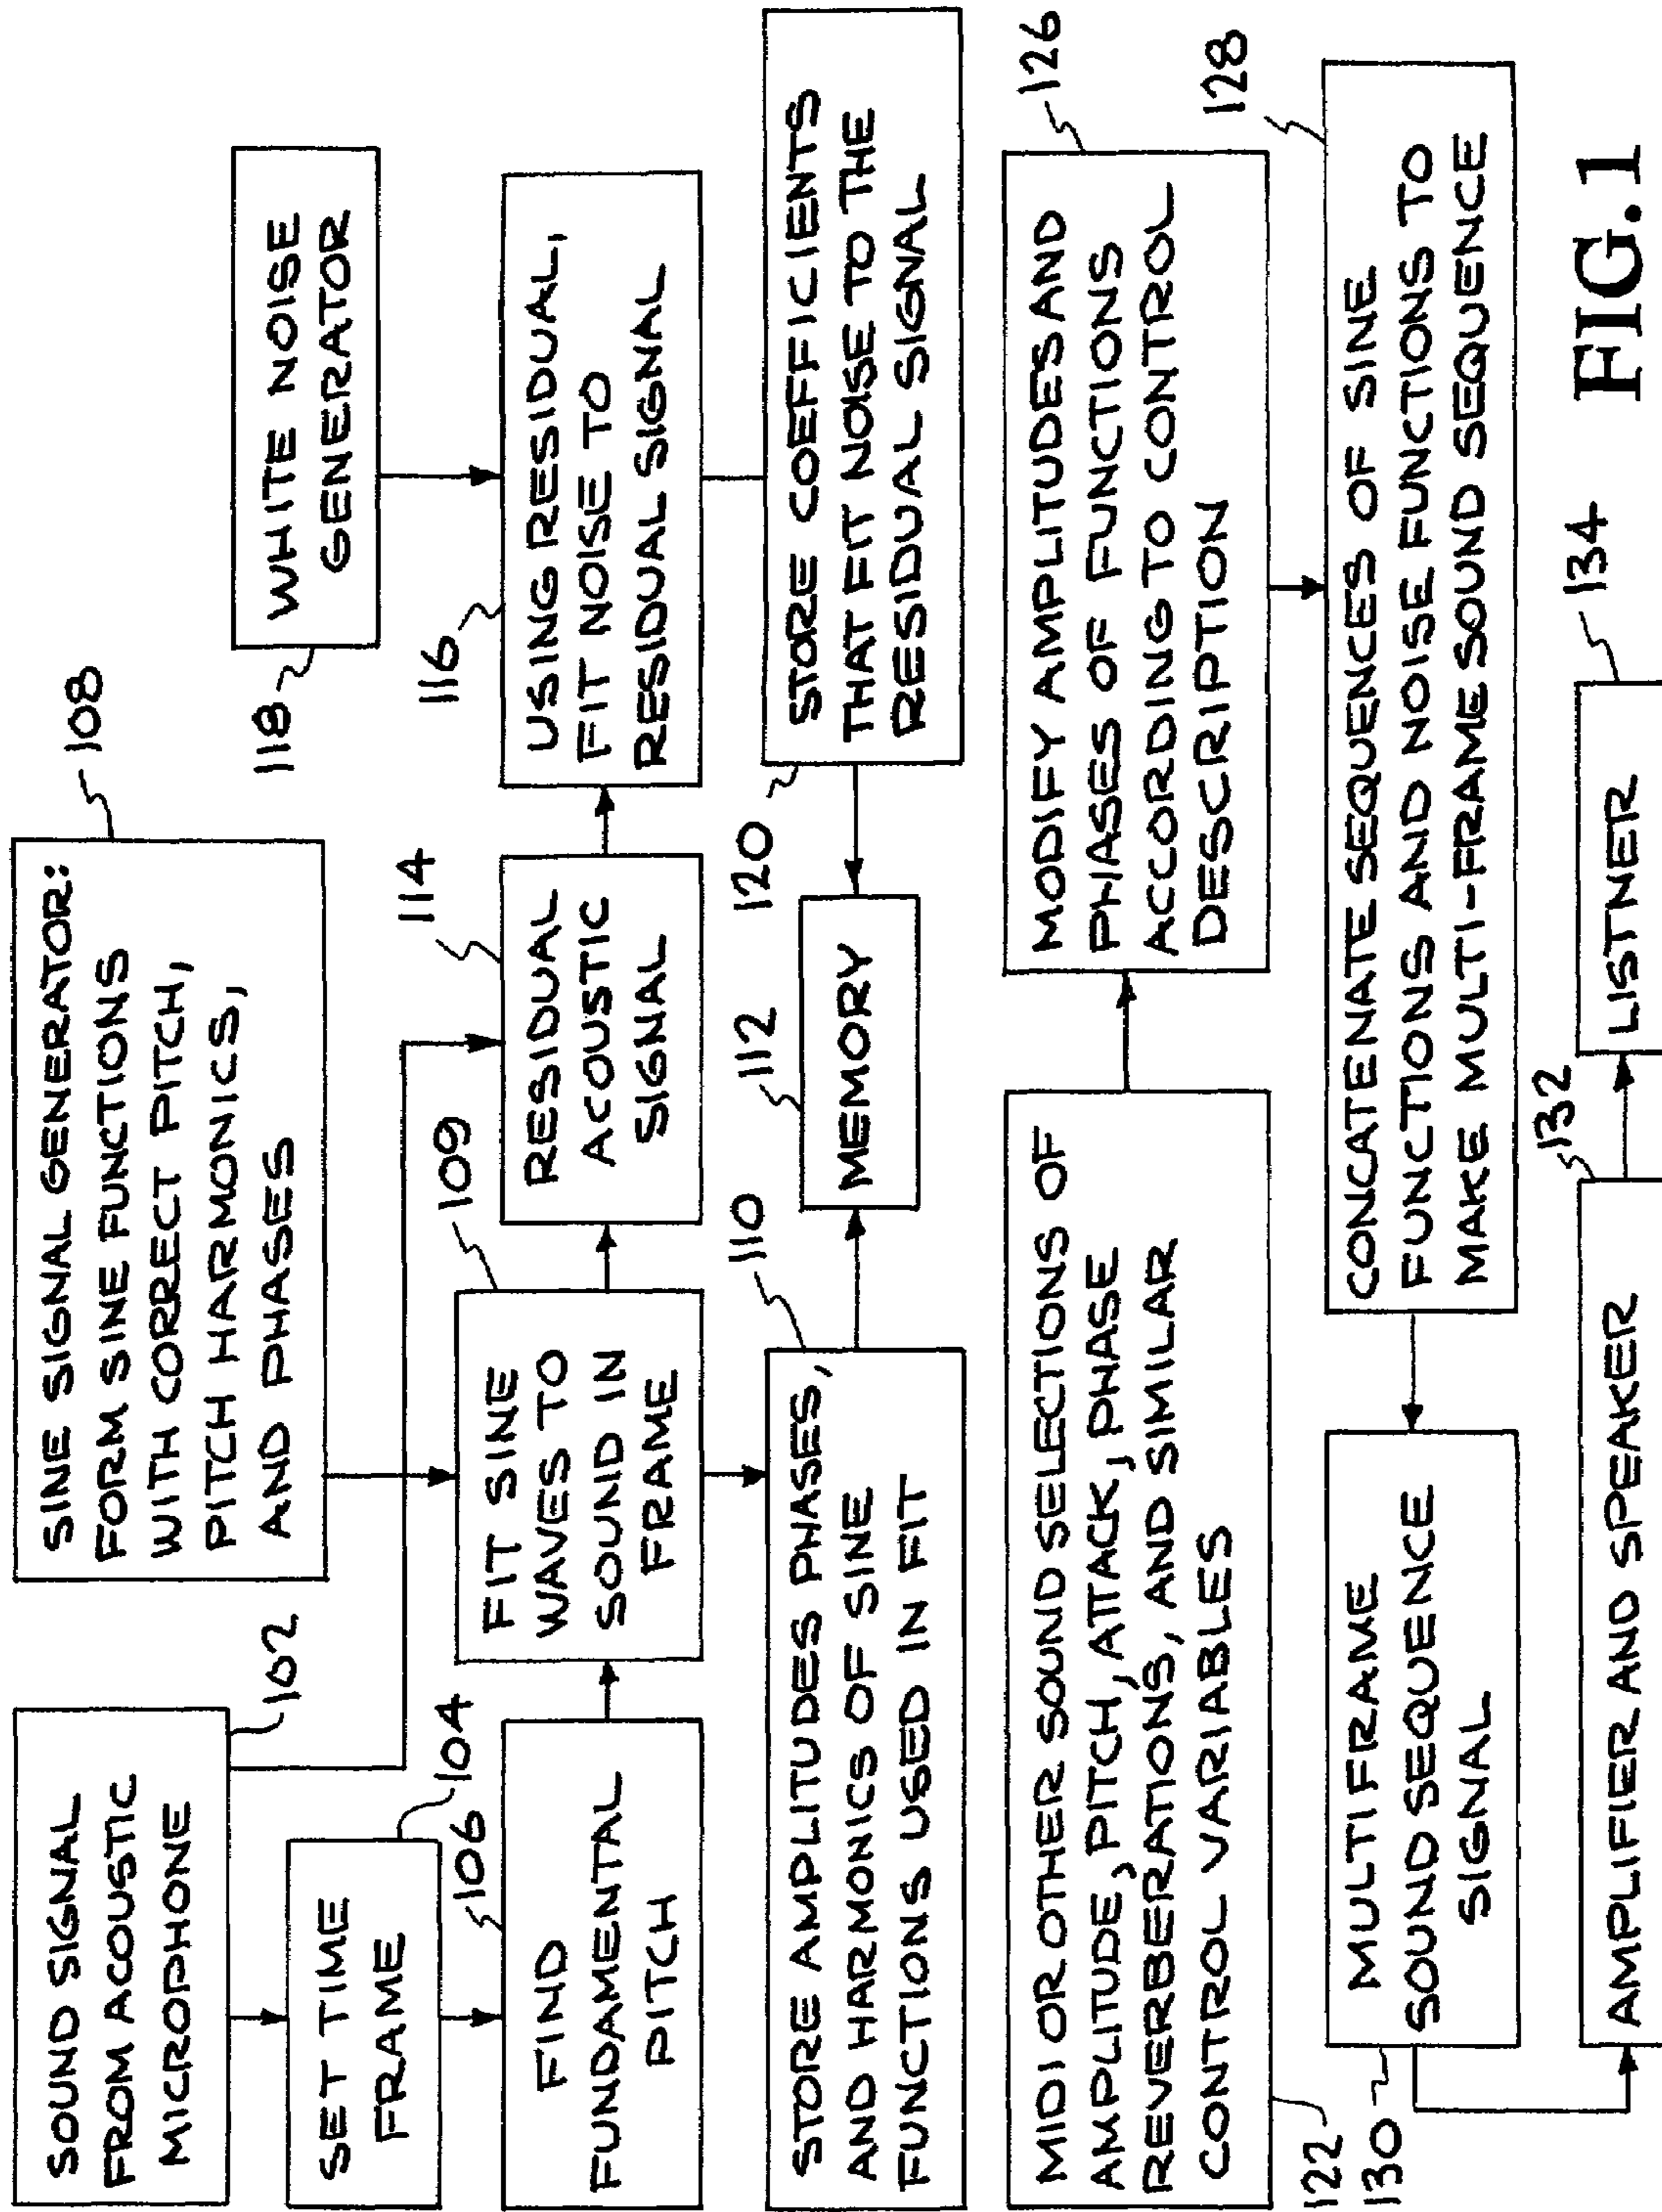 SOUND SIGNAL
FROM ACOUSTIC
MICROPHONE
102
SET TIME
FRAME
104
106
FIND
FUNDAMENTAL
PITCH
SINE SIGNAL GENERATOR:
FORM SINE FUNCTIONS
WITH CORRECT PITCH,
PITCH HARMONICS,
AND PHASES
108
109
FIT SINE
WAVES TO
SOUND IN
FRAME
114
RESIDUAL
ACOUSTIC
SIGNAL
118
WHITE NOISE
GENERATOR
116
USING RESIDUAL,
FIT NOISE TO
RESIDUAL SIGNAL
110
STORE AMPLITUDES PHASES,
AND HARMONICS OF SINE
FUNCTIONS USED IN FIT
112
MEMORY
120
STORE COEFFICIENTS
THAT FIT NOISE TO THE
RESIDUAL SIGNAL
MIDI OR OTHER SOUND SELECTIONS OF
AMPLITUDE, PITCH, ATTACK, PHASE
REVERBERATIONS, AND SIMILAR
CONTROL VARIABLES
122
126
MODIFY AMPLITUDES AND
PHASES OF FUNCTIONS
ACCORDING TO CONTROL
DESCRIPTION
128
CONCATENATE SEQUENCES OF SINE
FUNCTIONS AND NOISE FUNCTIONS TO
MAKE MULTI-FRAME SOUND SEQUENCE
130
MULTIFRAME
SOUND SEQUENCE
SIGNAL
132
AMPLIFIER AND SPEAKER
134
LISTNER
FIG.1